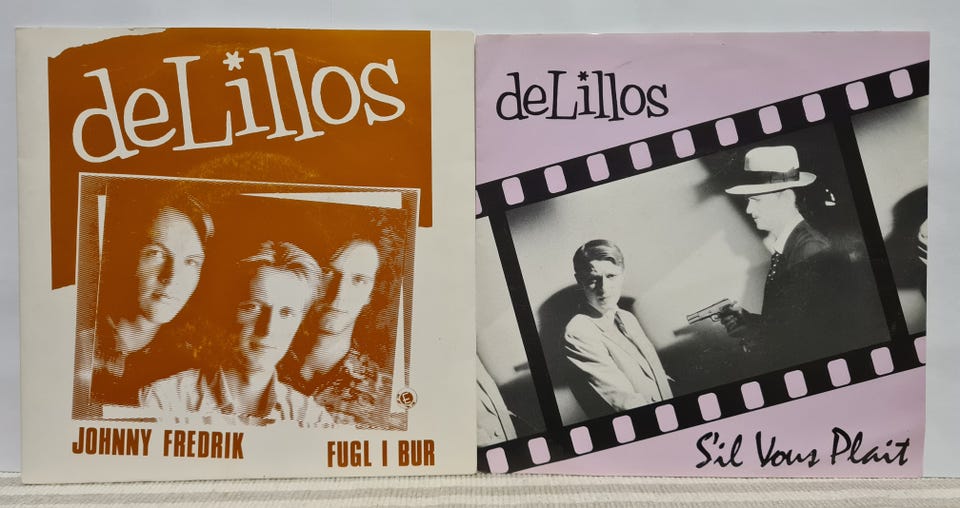 deLillos
JOHNNY FREDRIK
FUGL I BUR
deLillos
S'il Vous Plait